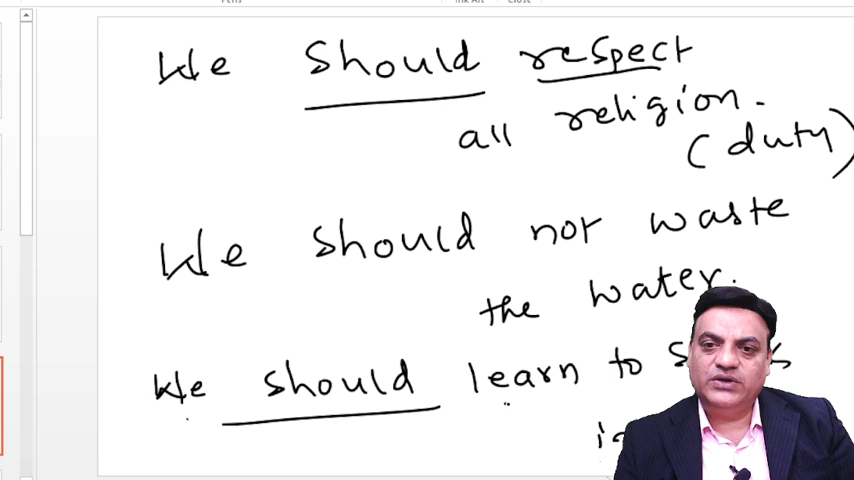 We should respect
all religion.
(duty)
We should not waste
the water.
We should learn to